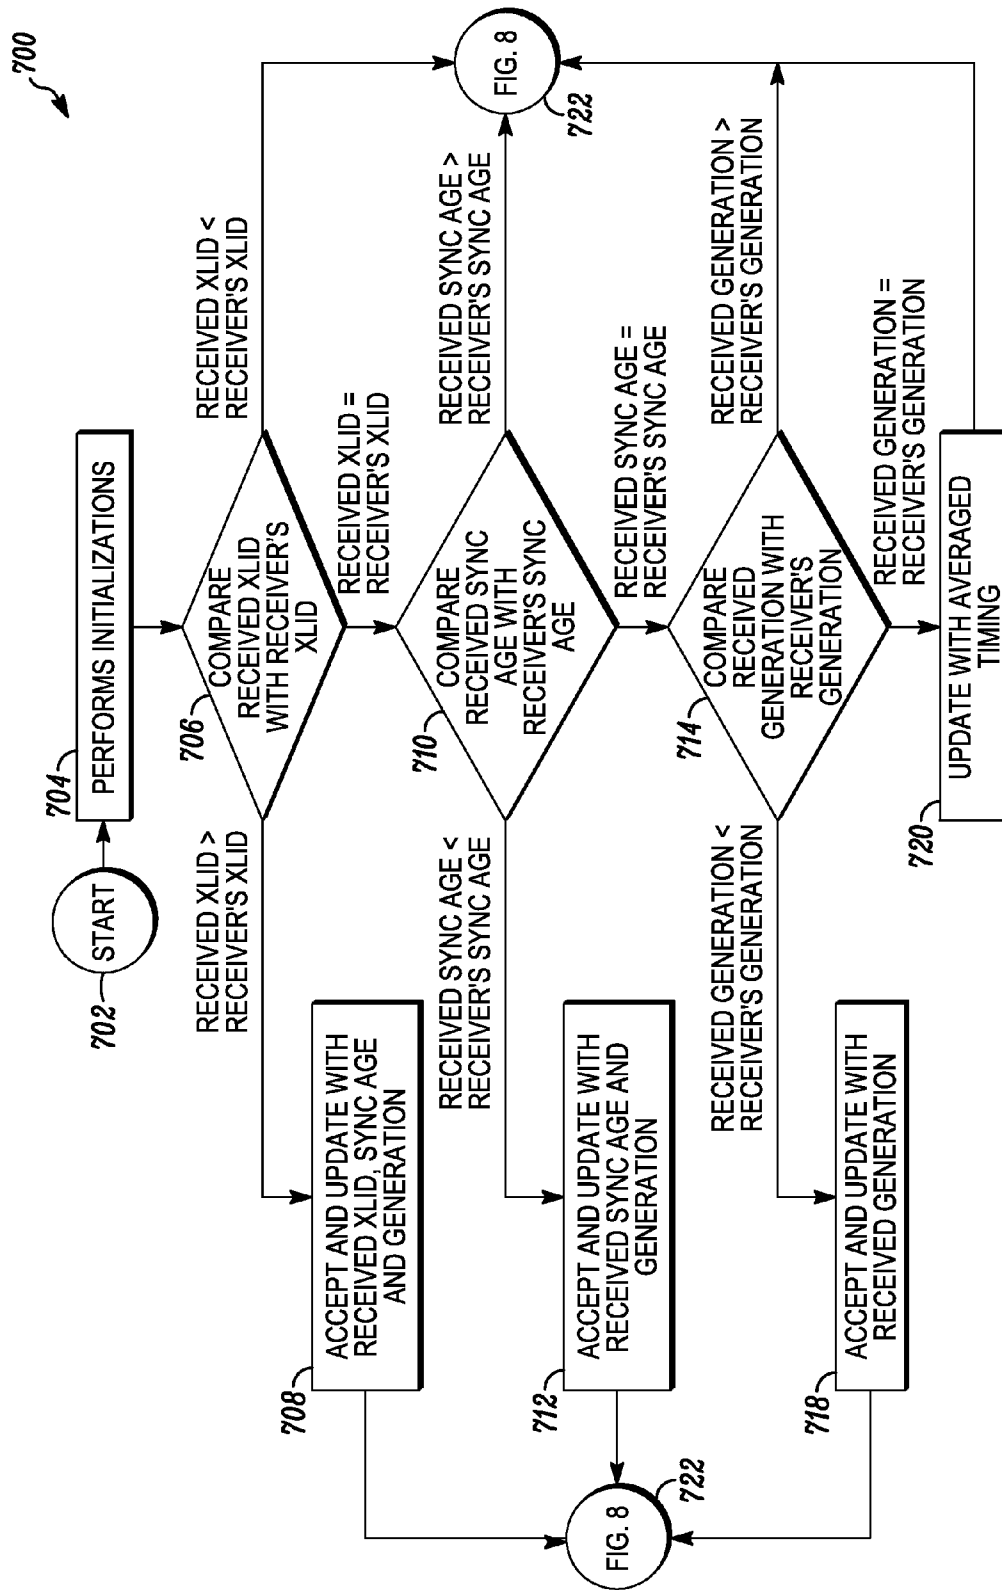 700
702
START
704
PERFORMS INITIALIZATIONS
706
COMPARE
RECEIVED XLID
WITH RECEIVER'S
XLID
RECEIVED XLID >
RECEIVER'S XLID
RECEIVED XLID <
RECEIVER'S XLID
RECEIVED XLID =
RECEIVER'S XLID
708
ACCEPT AND UPDATE WITH
RECEIVED XLID, SYNC AGE
AND GENERATION
710
COMPARE
RECEIVED SYNC
AGE WITH
RECEIVER'S SYNC
AGE
RECEIVED SYNC AGE <
RECEIVER'S SYNC AGE
RECEIVED SYNC AGE >
RECEIVER'S SYNC AGE
RECEIVED SYNC AGE =
RECEIVER'S SYNC AGE
712
ACCEPT AND UPDATE WITH
RECEIVED SYNC AGE AND
GENERATION
FIG. 8
722
FIG. 8
722
714
COMPARE
RECEIVED
GENERATION WITH
RECEIVER'S
GENERATION
RECEIVED GENERATION <
RECEIVER'S GENERATION
RECEIVED GENERATION >
RECEIVER'S GENERATION
RECEIVED GENERATION =
RECEIVER'S GENERATION
718
ACCEPT AND UPDATE WITH
RECEIVED GENERATION
720
UPDATE WITH AVERAGED
TIMING